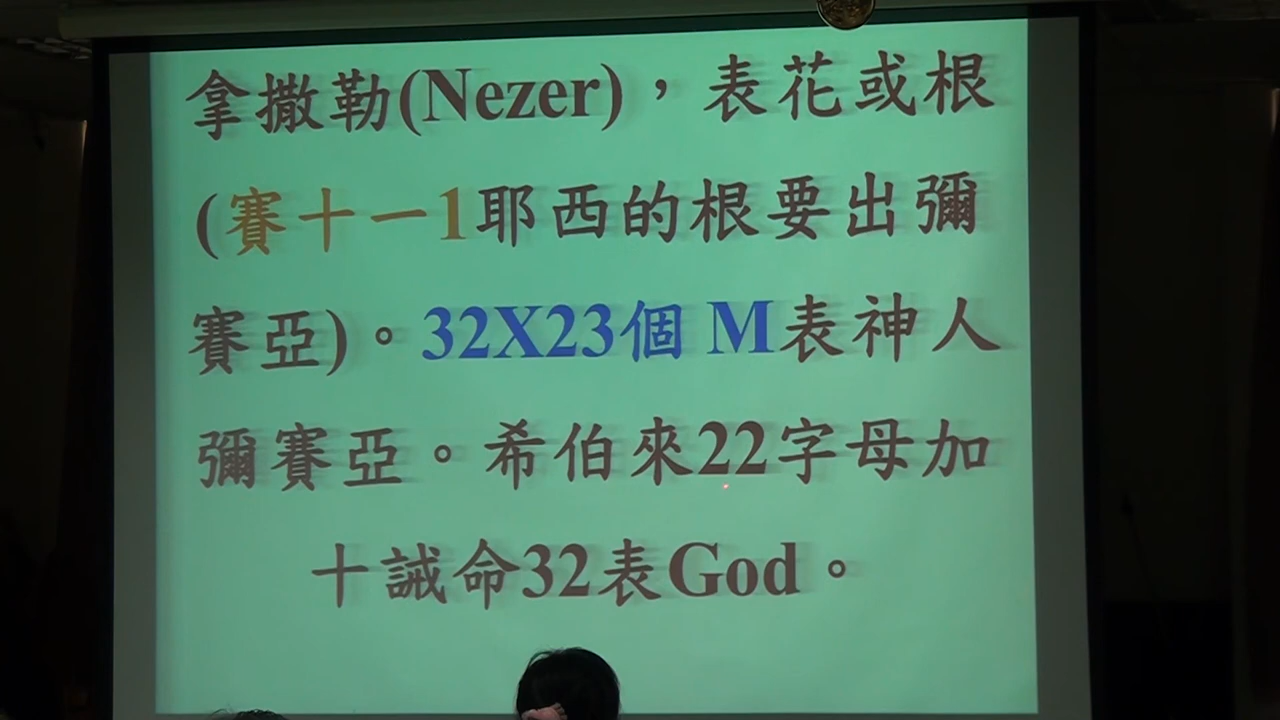 拿撒勒(Nezer)，表花或根
(賽十一1耶西的根要出彌
賽亞)。32X23個 M表神人
彌賽亞。希伯來22字母加
十誡命32表God。